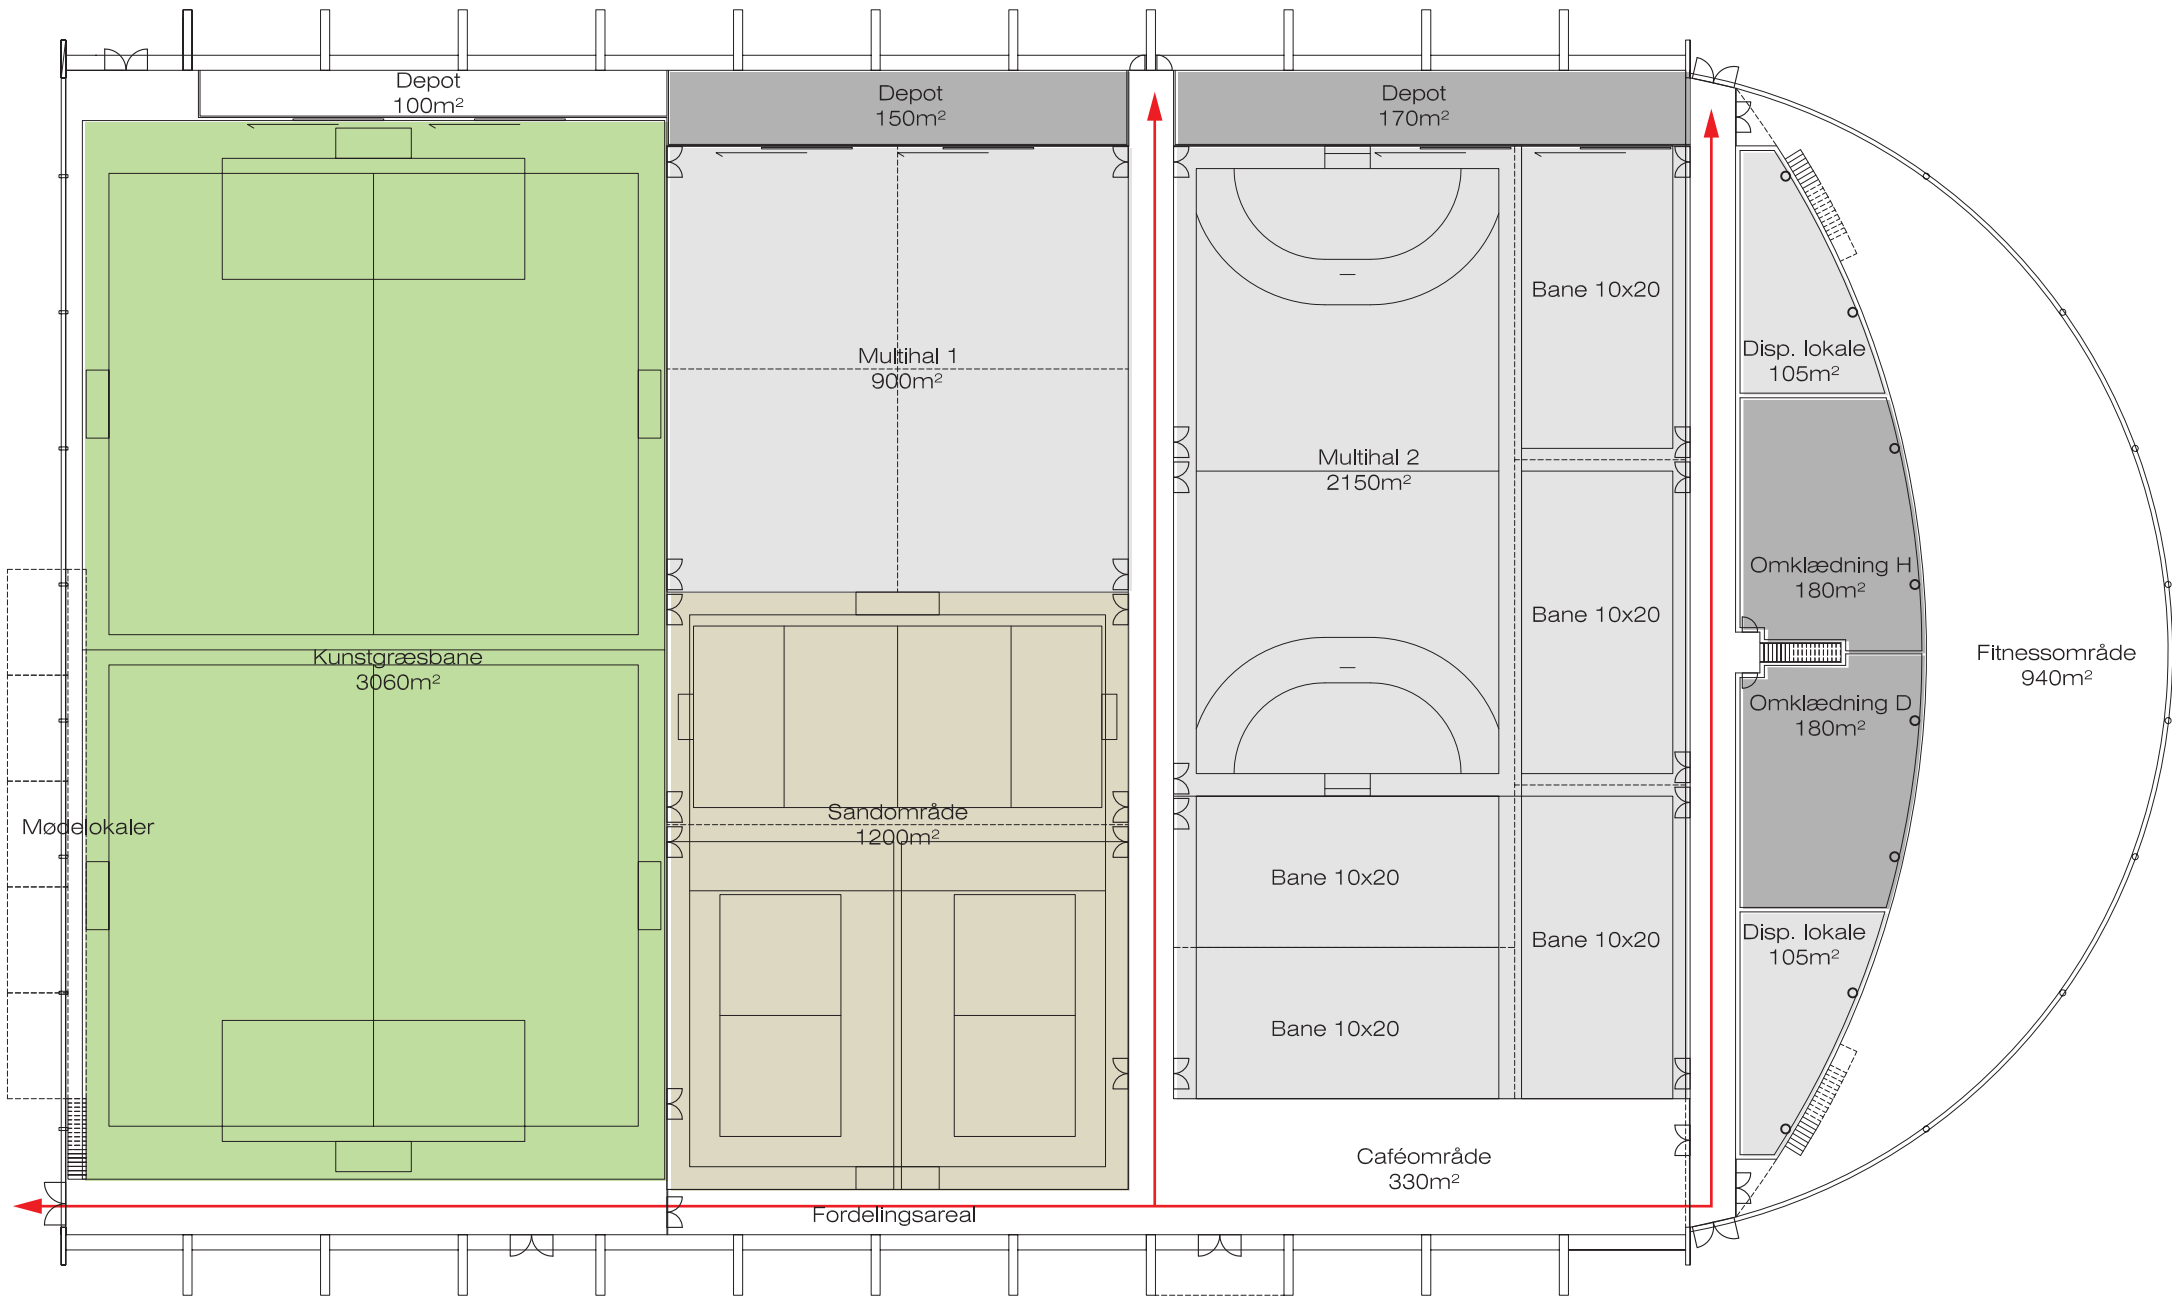 Depot
100m²
Depot
150m²
Depot
170m²
Bane 10x20
Multihal 1
900m²
Disp. lokale
105m²
Multihal 2
2150m²
Omklædning H
180m²
Bane 10x20
Kunstgræsbane
3060m²
Fitnessområde
940m²
Omklædning D
180m²
Mødelokaler
Sandområde
1200m²
Bane 10x20
Bane 10x20
Disp. lokale
105m²
Bane 10x20
Caféområde
330m²
Fordelingsareal